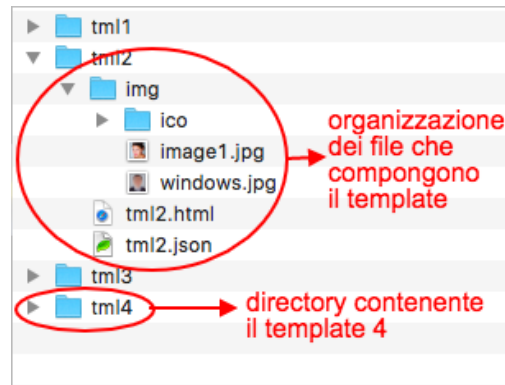 tml1
tml2
img
ico
image1.jpg
windows.jpg
tml2.html
tml2.json
tml3
tml4
organizzazione
dei file che
compongono
il template
directory contenente
il template 4